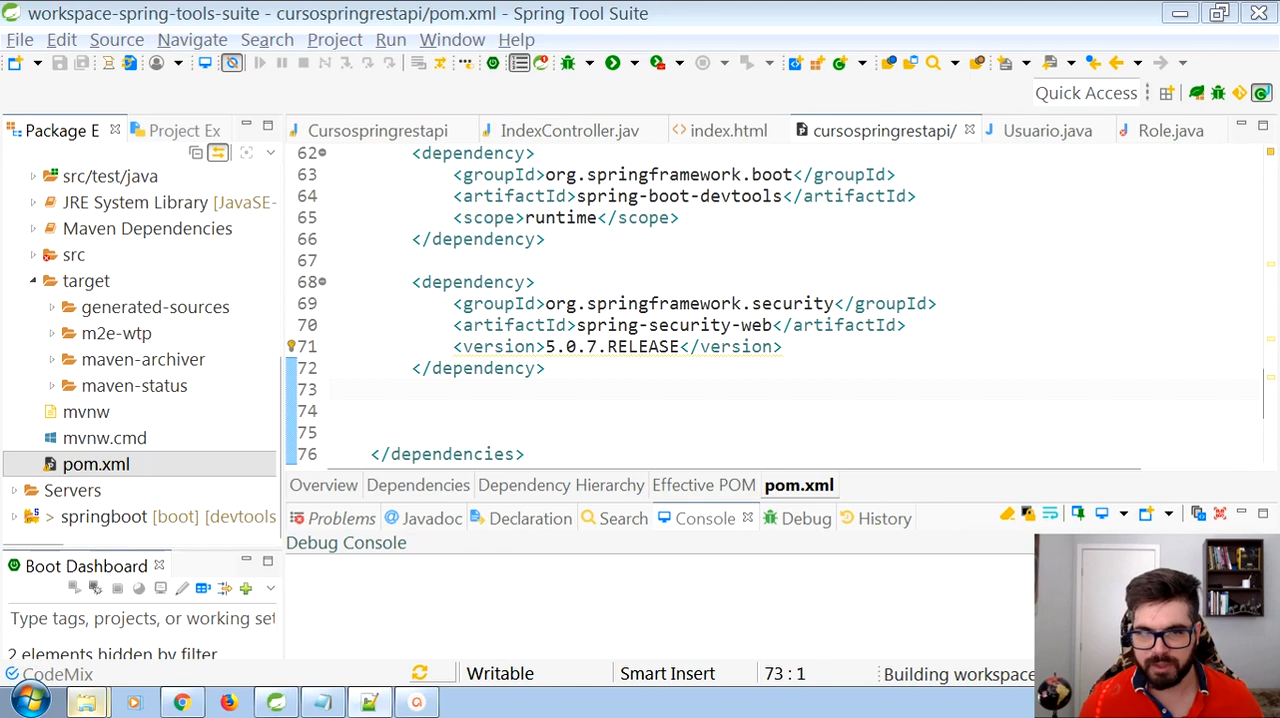 workspace-spring-tools-suite - cursospringrestapi/pom.xml - Spring Tool Suite
File Edit Source Navigate Search Project Run Window Help
Quick Access
Package E Project Ex
Cursospringrestapi IndexController.jav index.html cursospringrestapi/ Usuario.java Role.java
src/test/java
JRE System Library [JavaSE-
Maven Dependencies
src
target
generated-sources
m2e-wtp
maven-archiver
maven-status
mvnw
mvnw.cmd
pom.xml
Servers
> springboot [boot] [devtools
62 <dependency>
63 <groupId>org.springframework.boot</groupId>
64 <artifactId>spring-boot-devtools</artifactId>
65 <scope>runtime</scope>
66 </dependency>
67
68 <dependency>
69 <groupId>org.springframework.security</groupId>
70 <artifactId>spring-security-web</artifactId>
71 <version>5.0.7.RELEASE</version>
72 </dependency>
73
74
75
76 </dependencies>
Overview Dependencies Dependency Hierarchy Effective POM pom.xml
Problems Javadoc Declaration Search Console Debug History
Debug Console
Boot Dashboard
Type tags, projects, or working set
2 elements hidden by filter
CodeMix
Writable Smart Insert 73 : 1 Building workspace